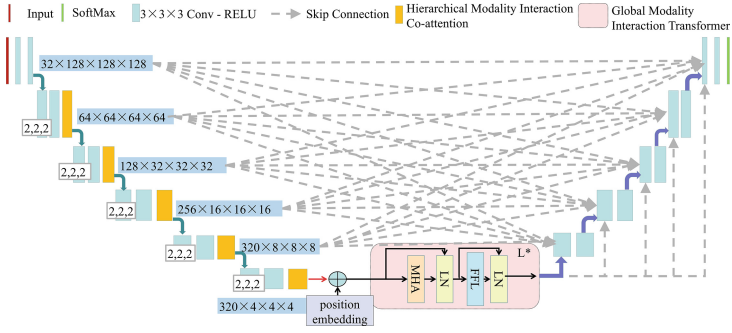 Input
SoftMax
3×3×3 Conv - RELU
Skip Connection
Hierarchical Modality Interaction
Co-attention
Global Modality
Interaction Transformer
32×128×128×128
2,2,2
64×64×64×64
2,2,2
128×32×32×32
2,2,2
256×16×16×16
2,2,2
320×8×8×8
2,2,2
320×4×4×4
position
embedding
MHA
LN
FFL
LN
L*